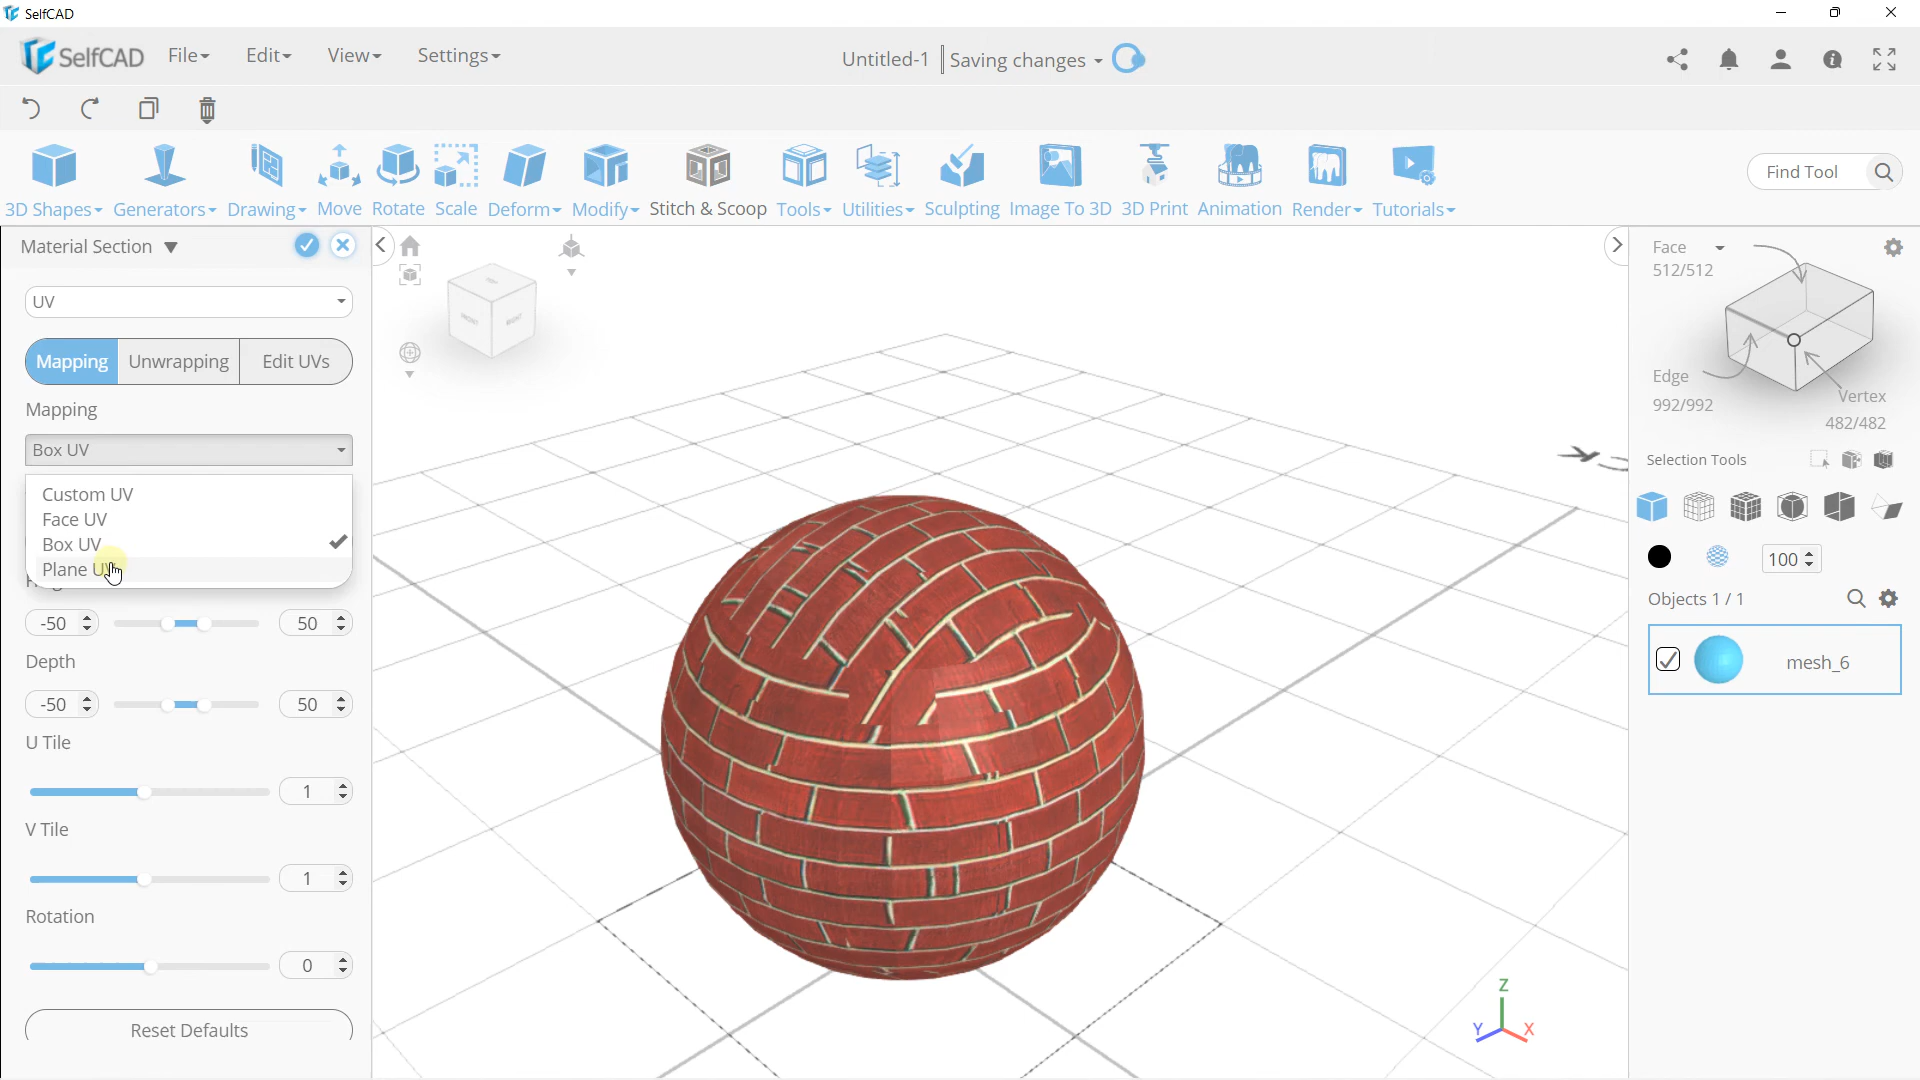 SelfCAD
SelfCAD
File
Edit
View
Settings
Untitled-1
Saving changes
3D Shapes
Generators
Drawing
Move
Rotate
Scale
Deform
Modify
Stitch & Scoop
Tools
Utilities
Sculpting
Image To 3D
3D Print
Animation
Render
Tutorials
Find Tool
Material Section
UV
Mapping
Unwrapping
Edit UVs
Mapping
Box UV
Custom UV
Face UV
Box UV
Plane UV
-50
50
Depth
-50
50
U Tile
1
V Tile
1
Rotation
0
Reset Defaults
FRONT
RIGHT
Z
Y
X
Face
512/512
Edge
992/992
Vertex
482/482
Selection Tools
100
Objects 1 / 1
mesh_6